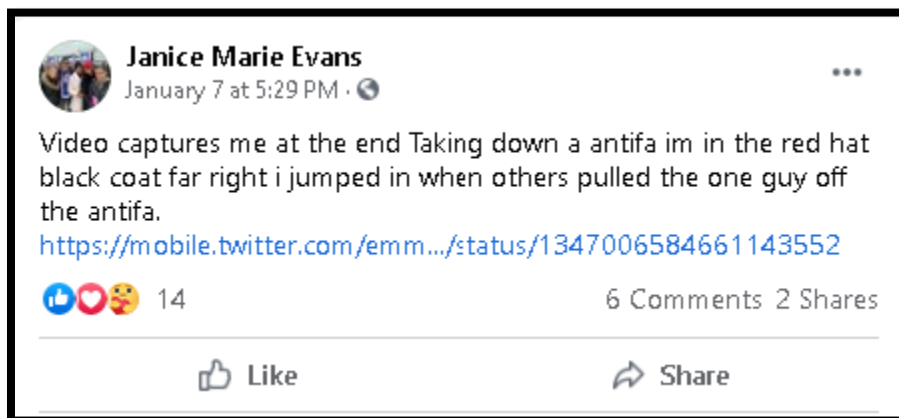 Janice Marie Evans
January 7 at 5:29 PM ·
Video captures me at the end Taking down a antifa im in the red hat
black coat far right i jumped in when others pulled the one guy off
the antifa.
https://mobile.twitter.com/emm.../status/1347006584661143552
14
6 Comments 2 Shares
Like
Share